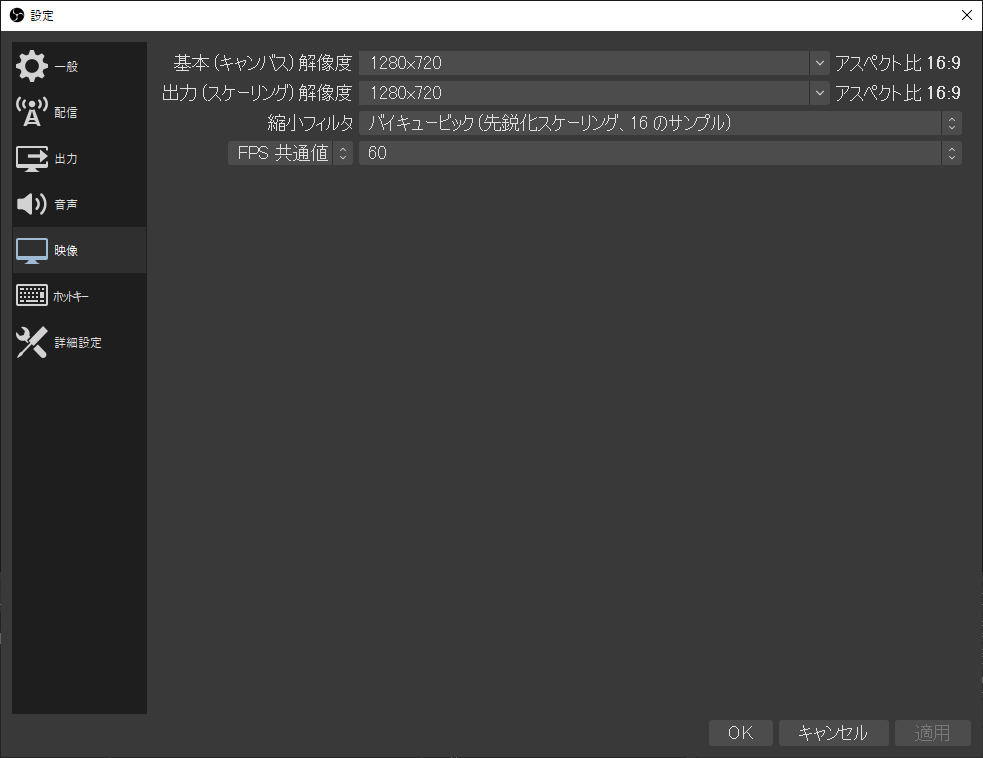 設定
一般
配信
出力
音声
映像
ホットキー
詳細設定
基本 (キャンバス) 解像度 1280x720 アスペクト比 16:9
出力 (スケーリング) 解像度 1280x720 アスペクト比 16:9
縮小フィルタ バイキュービック (先鋭化スケーリング、16 のサンプル)
FPS 共通値 60
OK キャンセル 適用